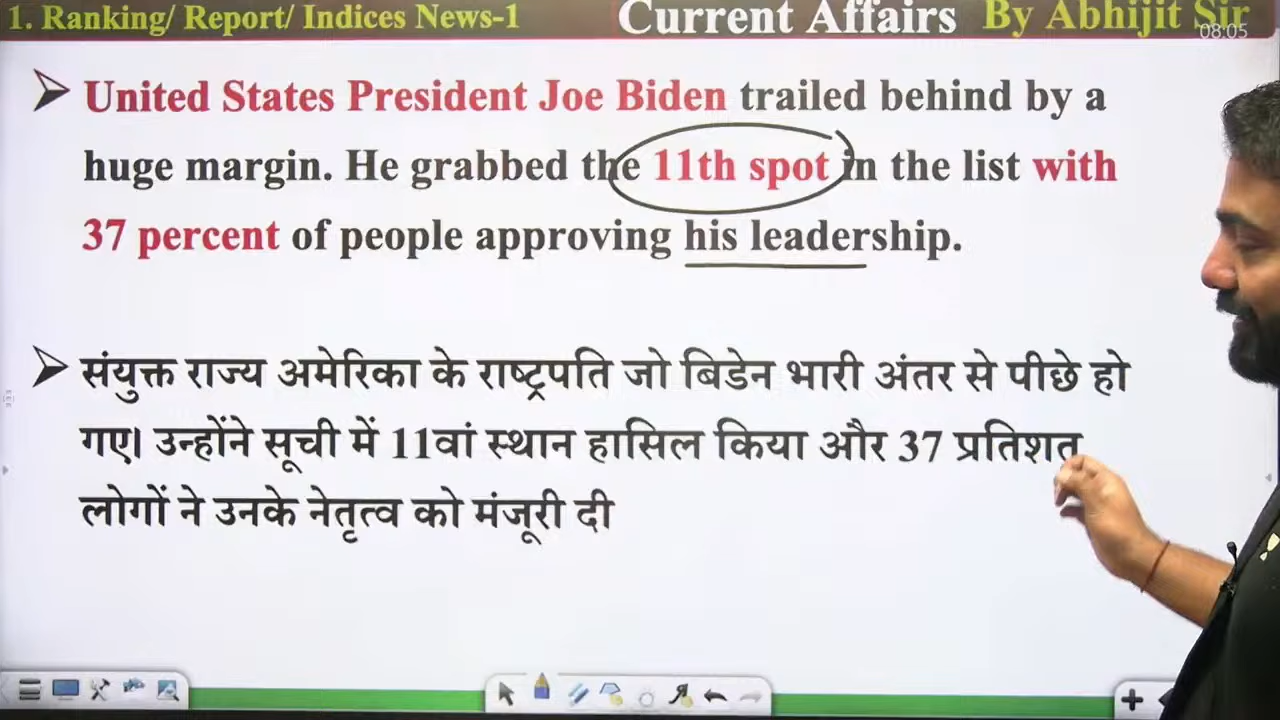 1. Ranking/ Report/ Indices News-1
Current Affairs By Abhijit Sir
08:05
United States President Joe Biden trailed behind by a
huge margin. He grabbed the 11th spot in the list with
37 percent of people approving his leadership.
संयुक्त राज्य अमेरिका के राष्ट्रपति जो बिडेन भारी अंतर से पीछे हो
गए। उन्होंने सूची में 11वां स्थान हासिल किया और 37 प्रतिशत
लोगों ने उनके नेतृत्व को मंजूरी दी